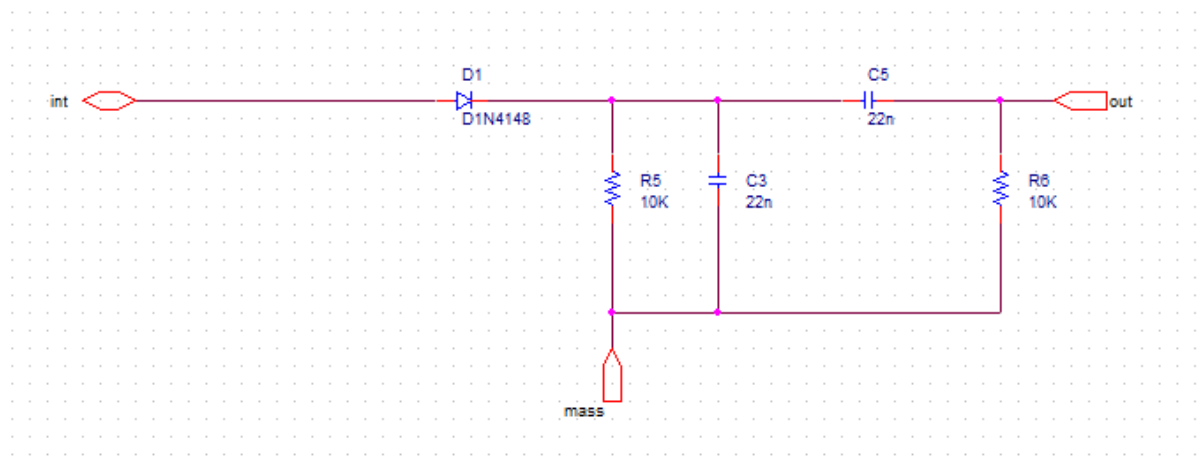 int
D1
D1N4148
R5
10K
C3
22n
C5
22n
out
R6
10K
mass